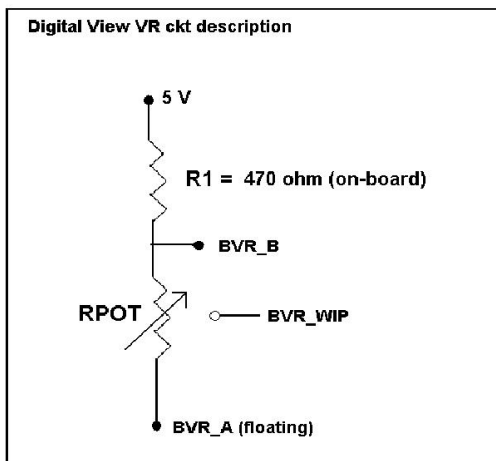 Digital View VR ckt description
5 V
R1 = 470 ohm (on-board)
BVR_B
RPOT
BVR_WIP
BVR_A (floating)